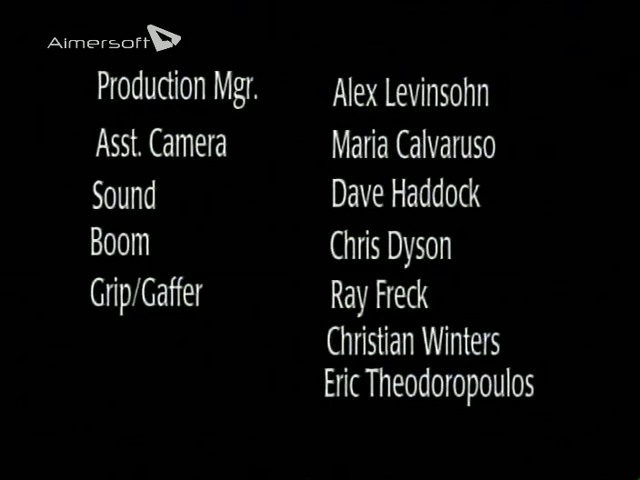 Aimersoft
Production Mgr. Alex Levinsohn
Asst. Camera Maria Calvaruso
Sound Dave Haddock
Boom Chris Dyson
Grip/Gaffer Ray Freck
Christian Winters
Eric Theodoropoulos